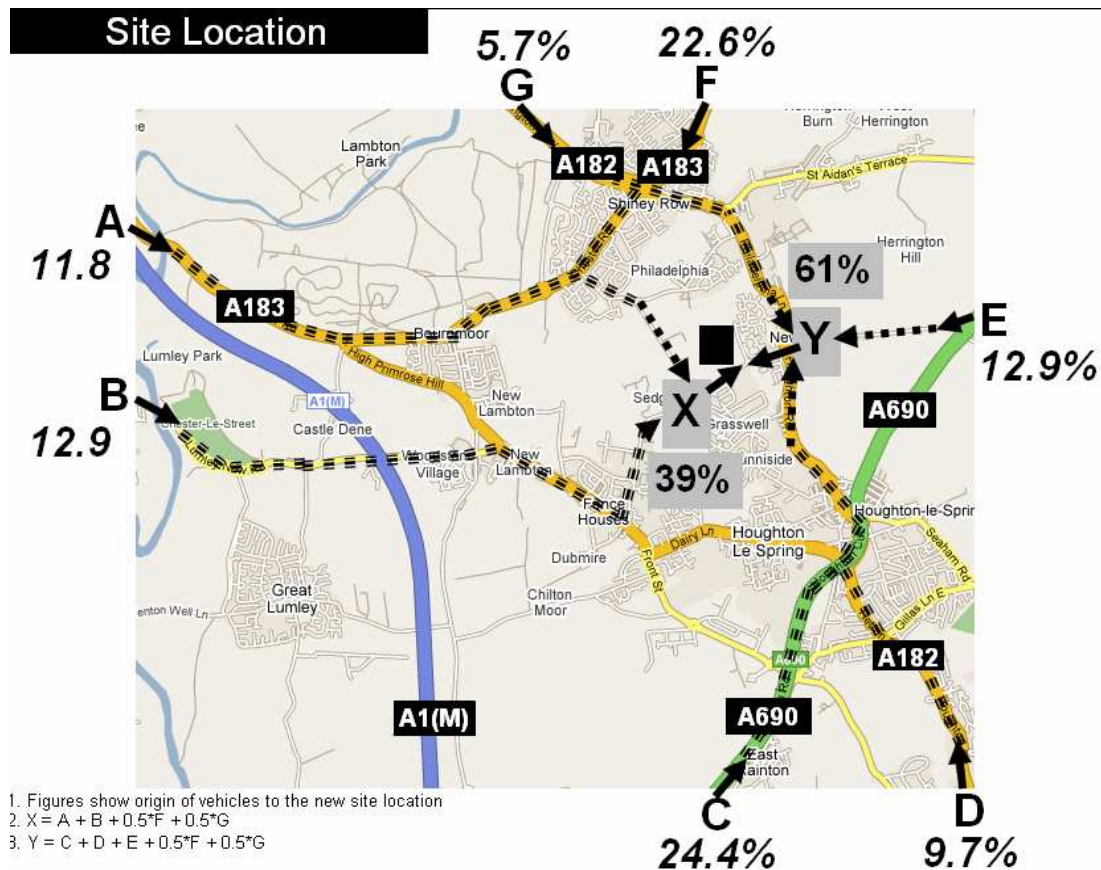 Site Location
5.7%
22.6%
G
F
Burn
West
Herrington
Lambton
Park
A182
A183
St Aidan's Terrace
Shiney Row
A
11.8
Herrington
Hill
Philadelphia
61%
A183
E
12.9%
Bournmoor
Y
Lumley Park
High Primrose Hill
A1(M)
B
12.9
New
Lambton
X
A690
Chester-Le-Street
Castle Dene
Grasswell
Village
New
Lambton
39%
Fence
Houses
Houghton-le-Sprin
Dubmire
Dairy Ln
Houghton
Le Spring
Seaham Rd
Front St
Great
Lumley
Chilton
Moor
enton Well Ln
Gillas Ln E
A690
A182
A1(M)
A690
East
Rainton
C
D
24.4%
9.7%
1. Figures show origin of vehicles to the new site location
2. X = A + B + 0.5*F + 0.5*G
3. Y = C + D + E + 0.5*F + 0.5*G